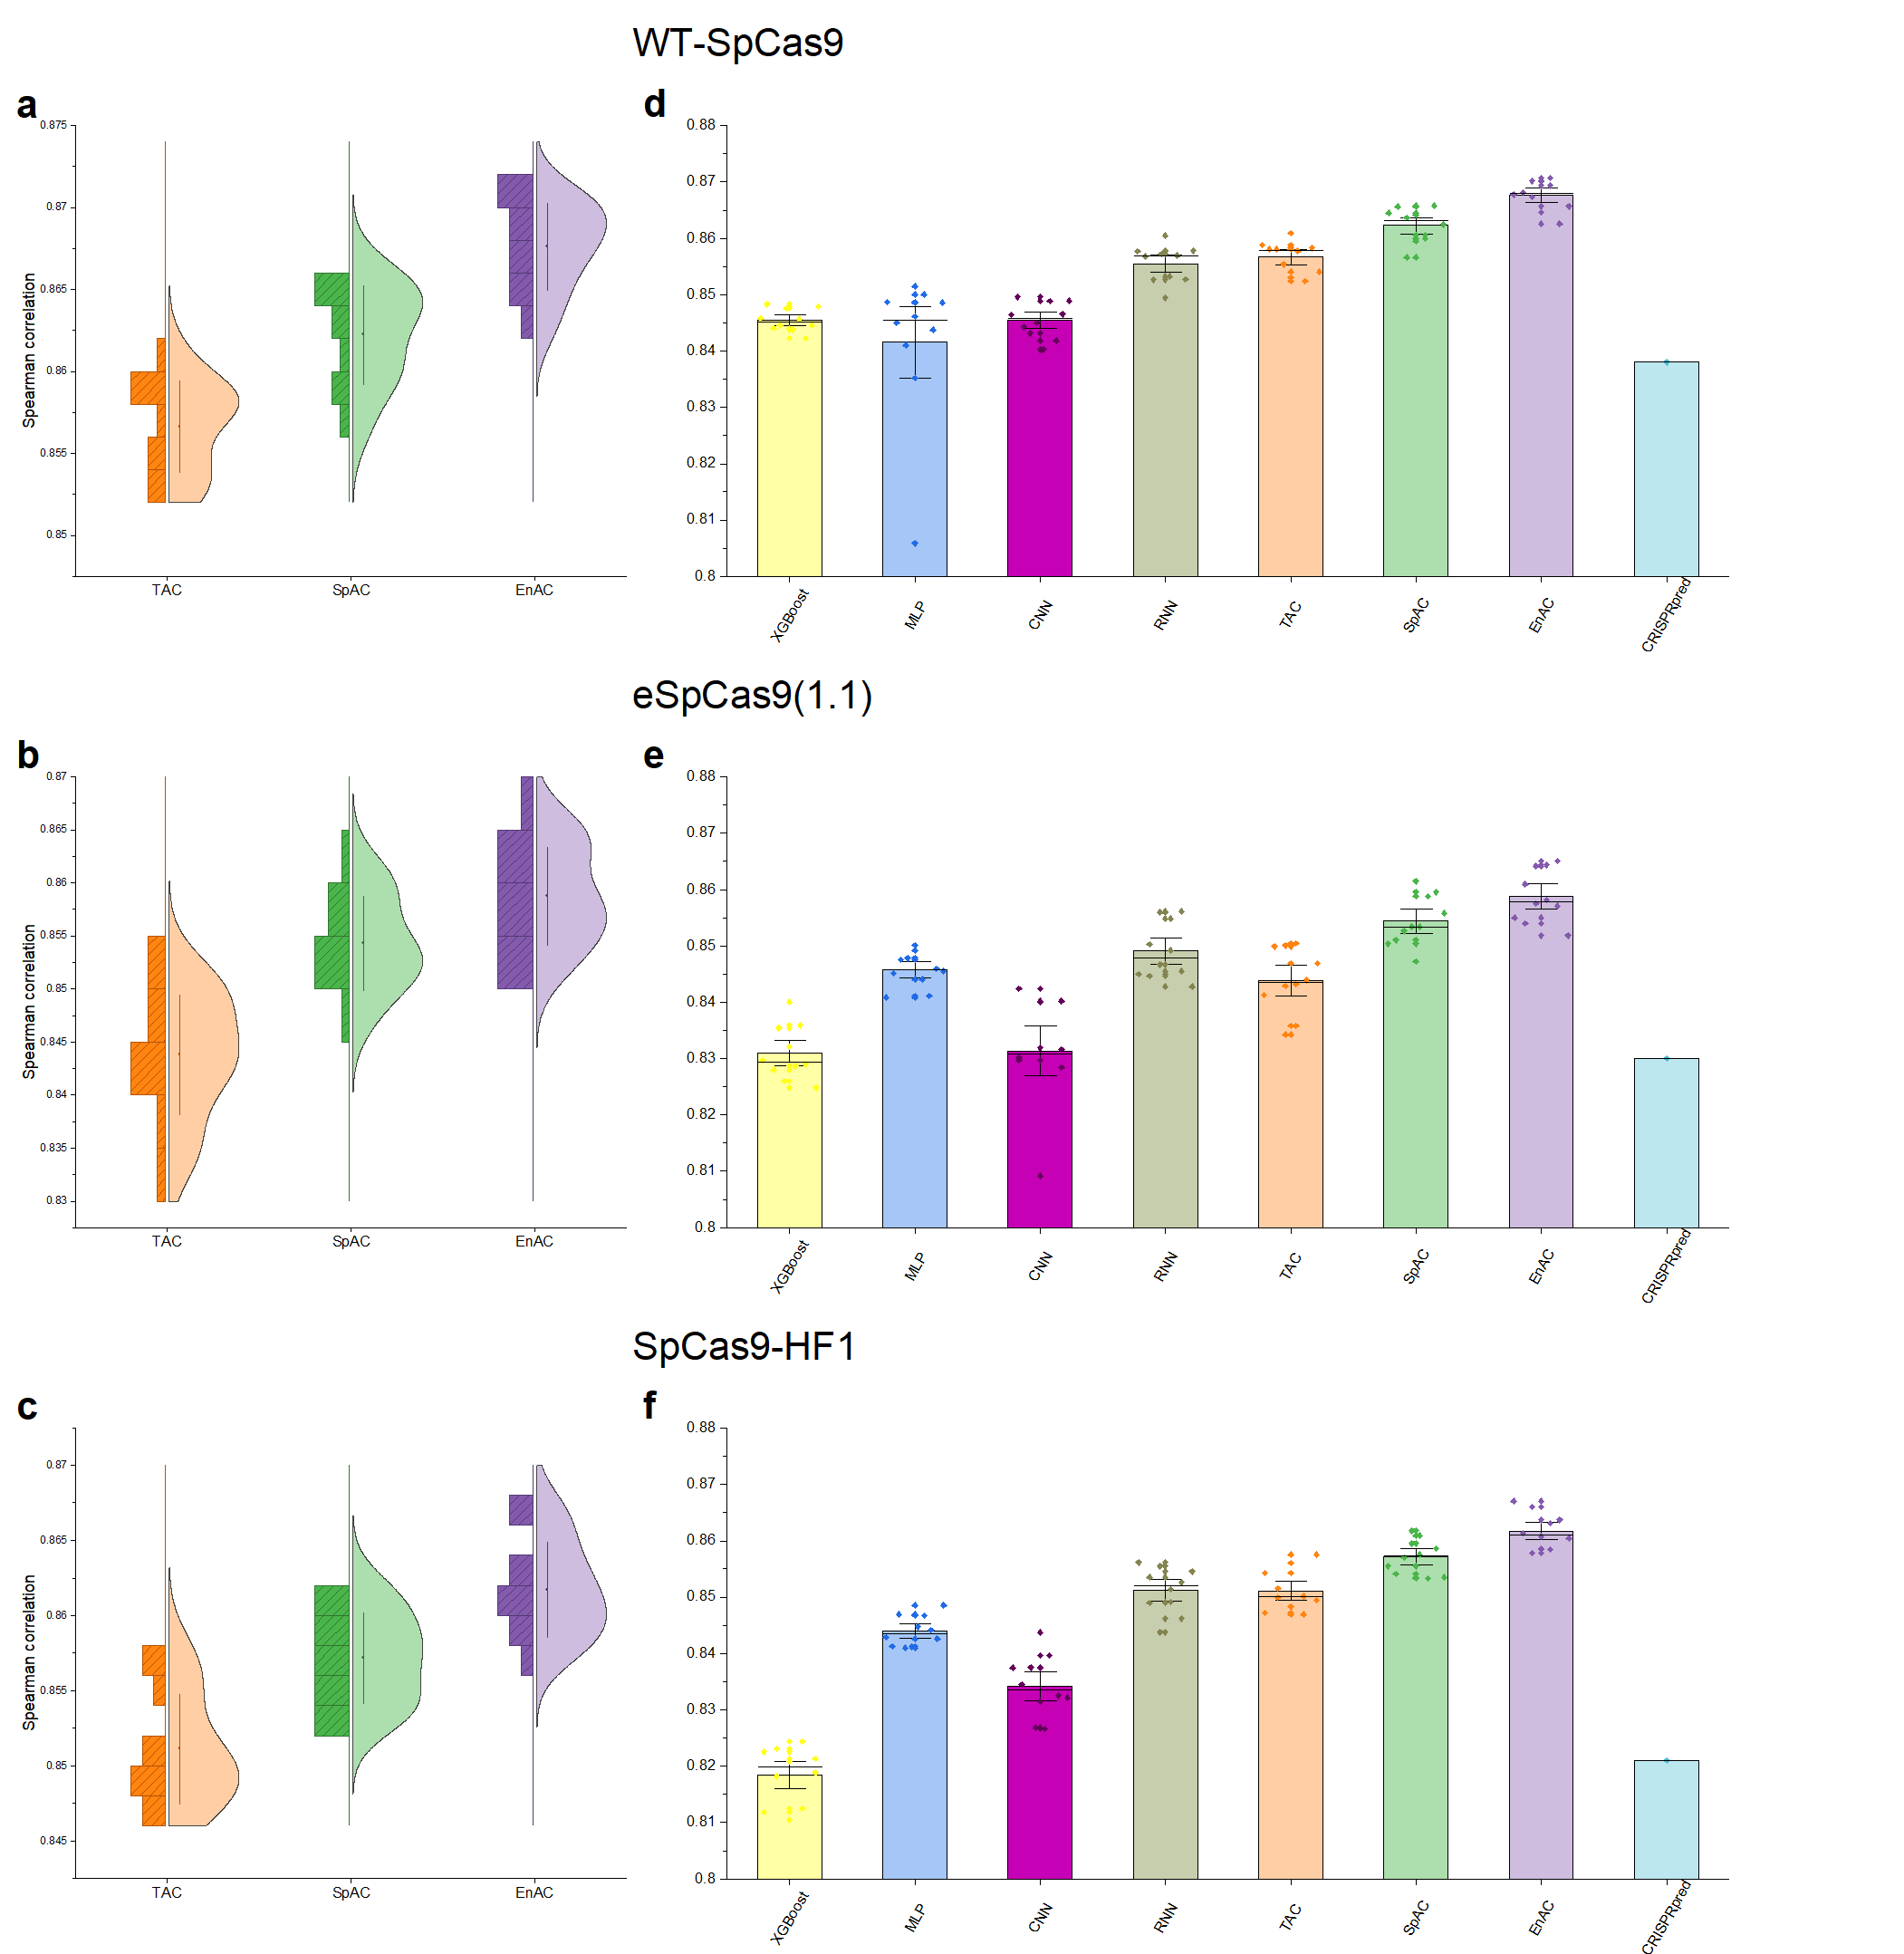 WT-SpCas9
a
d
Spearman correlation
0.875
0.87
0.865
0.86
0.855
0.85
TAC
SpAC
EnAC
0.88
0.87
0.86
0.85
0.84
0.83
0.82
0.81
0.8
XGBoost
MLP
CNN
RNN
TAC
SpAC
EnAC
CRISPRpred
eSpCas9(1.1)
b
e
Spearman correlation
0.87
0.865
0.86
0.855
0.85
0.845
0.84
0.835
0.83
TAC
SpAC
EnAC
0.88
0.87
0.86
0.85
0.84
0.83
0.82
0.81
0.8
XGBoost
MLP
CNN
RNN
TAC
SpAC
EnAC
CRISPRpred
SpCas9-HF1
c
f
Spearman correlation
0.87
0.865
0.86
0.855
0.85
0.845
TAC
SpAC
EnAC
0.88
0.87
0.86
0.85
0.84
0.83
0.82
0.81
0.8
XGBoost
MLP
CNN
RNN
TAC
SpAC
EnAC
CRISPRpred